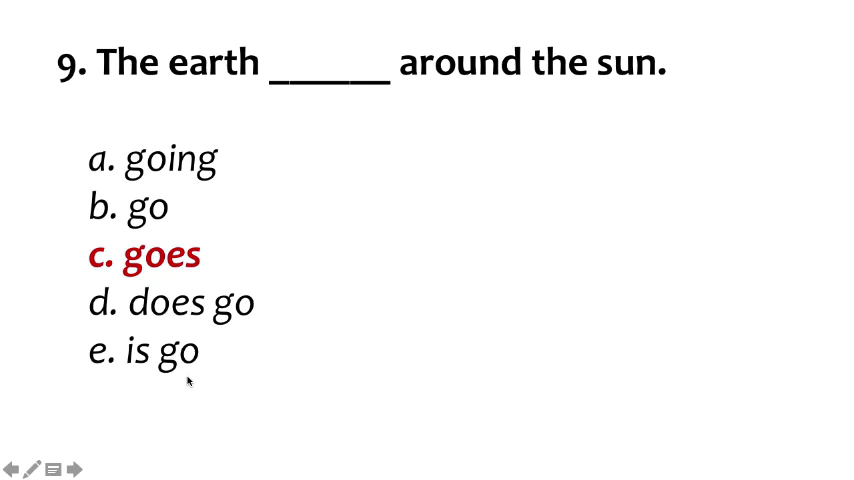 9. The earth ______ around the sun.
a. going
b. go
c. goes
d. does go
e. is go